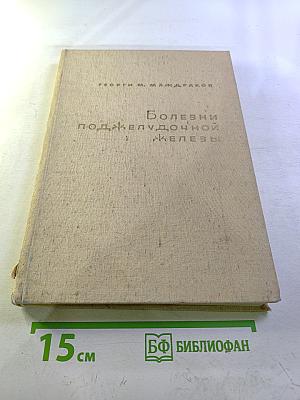 ГЕОРГИ М. МАЖДРАКОВ
БОЛЕЗНИ
ПОДЖЕЛУДОЧНОЙ
ЖЕЛЕЗЫ
15 см
БФ БИБЛИОФАН